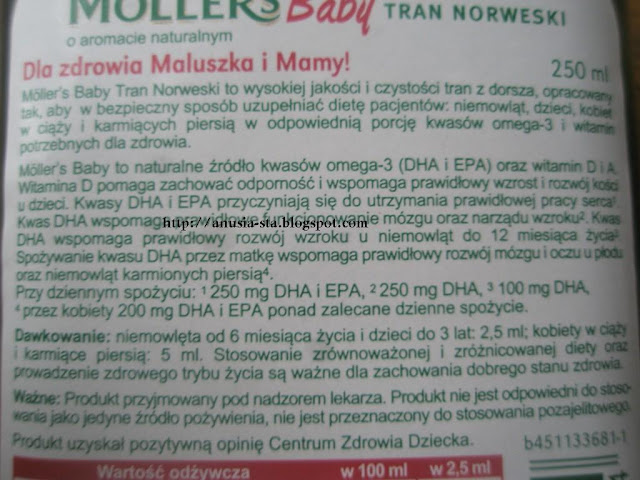 MÖLLER'S Baby TRAN NORWESKI
o aromacie naturalnym
Dla zdrowia Maluszka i Mamy!
250 ml
Möller's Baby Tran Norweski to wysokiej jakości i czystości tran z dorsza, opracowany
tak, aby w bezpieczny sposób uzupełniać dietę pacjentów: niemowląt, dzieci, kobiet
w ciąży i karmiących piersią w odpowiednią porcję kwasów omega-3 i witamin
potrzebnych dla zdrowia.
Möller's Baby to naturalne źródło kwasów omega-3 (DHA i EPA) oraz witamin D i A.
Witamina D pomaga zachować odporność i wspomaga prawidłowy wzrost i rozwój kości
u dzieci. Kwasy DHA i EPA przyczyniają się do utrzymania prawidłowej pracy serca¹.
Kwas DHA wspomaga prawidłowe funkcjonowanie mózgu oraz narządu wzroku². Kwas
http://anusia-sta.blogspot.com
DHA wspomaga prawidłowy rozwój wzroku u niemowląt do 12 miesiąca życia³.
Spożywanie kwasu DHA przez matkę wspomaga prawidłowy rozwój mózgu i oczu u płodu
oraz niemowląt karmionych piersią⁴.
Przy dziennym spożyciu: ¹ 250 mg DHA i EPA, ² 250 mg DHA, ³ 100 mg DHA,
⁴ przez kobiety 200 mg DHA i EPA ponad zalecane dzienne spożycie.
Dawkowanie: niemowlęta od 6 miesiąca życia i dzieci do 3 lat: 2,5 ml; kobiety w ciąży
i karmiące piersią: 5 ml. Stosowanie zrównoważonej i zróżnicowanej diety oraz
prowadzenie zdrowego trybu życia są ważne dla zachowania dobrego stanu zdrowia.
Ważne: Produkt przyjmowany pod nadzorem lekarza. Produkt nie jest odpowiedni do stoso-
wania jako jedyne źródło pożywienia, nie jest przeznaczony do stosowania pozajelitowego.
Produkt uzyskał pozytywną opinię Centrum Zdrowia Dziecka.
b451133681-1
Wartość odżywcza w 100 ml w 2,5 ml